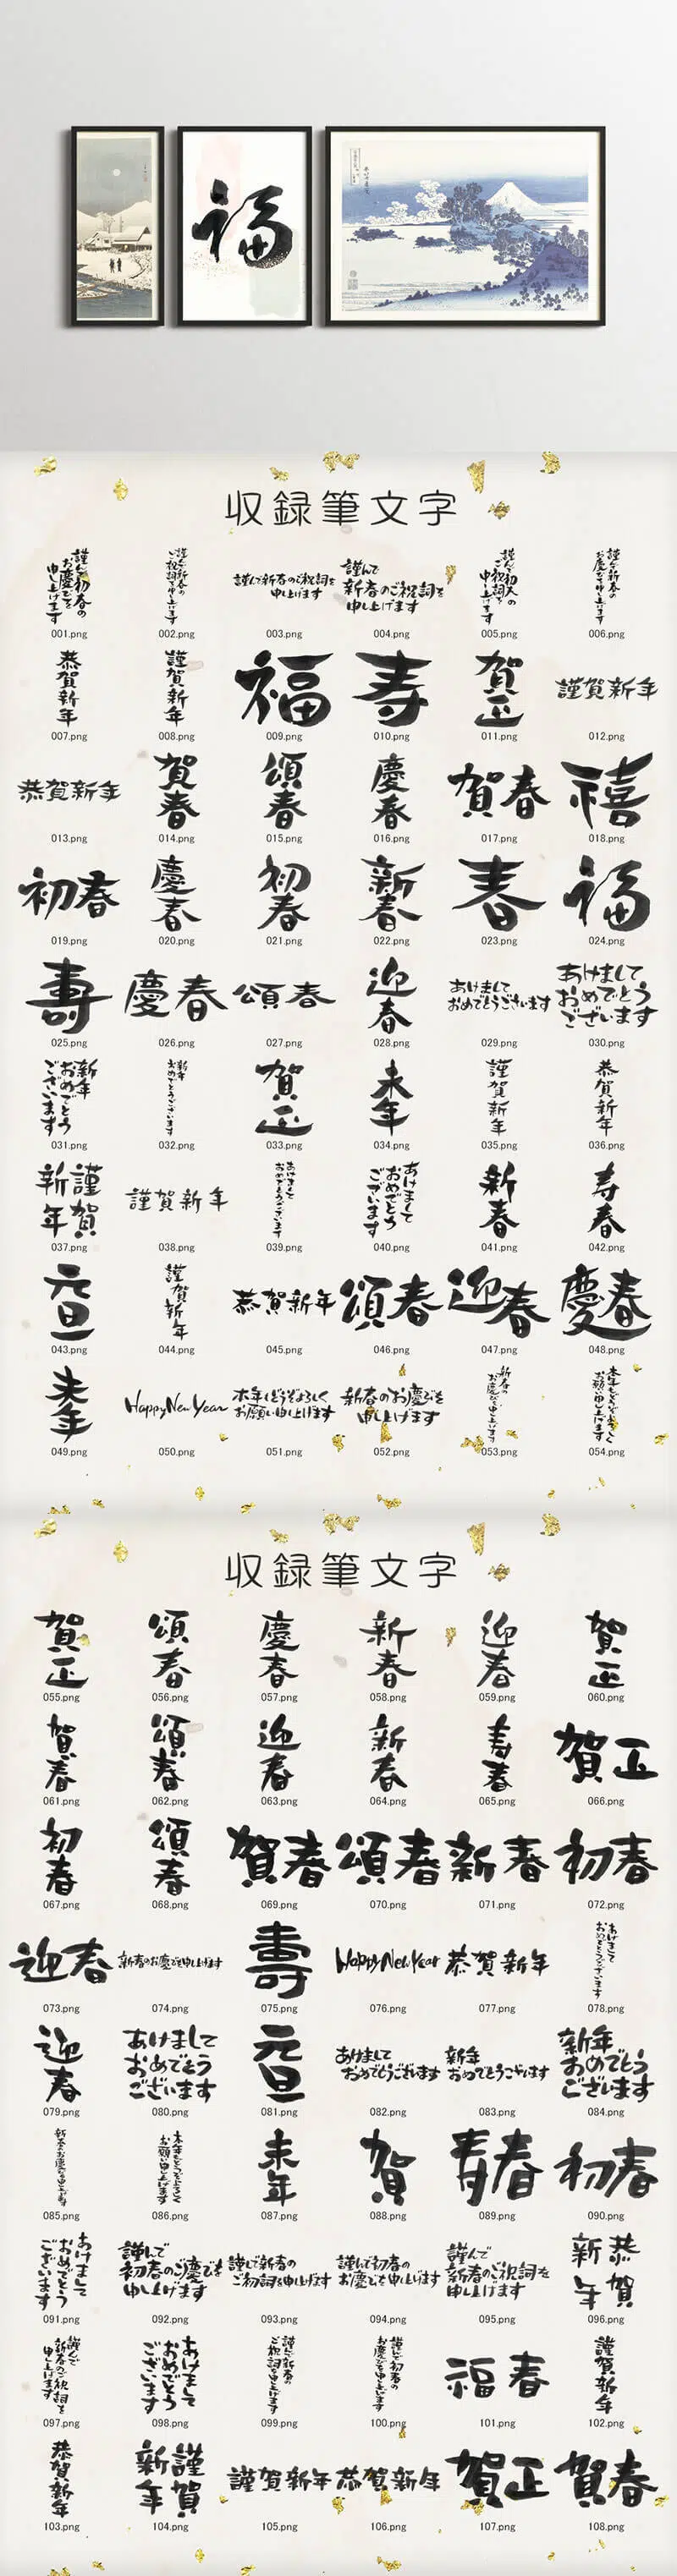 福
収録筆文字
謹んで初春の
お慶びを
申し上げます
001.png
謹んで新春の
ご祝詞を申し上げます
002.png
謹んで新春のご祝詞を
申し上げます
003.png
謹んで
新春のご祝詞を
申し上げます
004.png
謹んで初春の
ご祝詞を
申し上げます
005.png
謹んで新春の
お慶びを申し上げます
006.png
恭賀新年
007.png
謹賀新年
008.png
福
009.png
寿
010.png
賀正
011.png
謹賀新年
012.png
恭賀新年
013.png
賀春
014.png
頌春
015.png
慶春
016.png
賀春
017.png
禧
018.png
初春
019.png
慶春
020.png
初春
021.png
新春
022.png
春
023.png
福
024.png
壽
025.png
慶春
026.png
頌春
027.png
迎春
028.png
あけまして
おめでとうございます
029.png
あけまして
おめでとう
ございます
030.png
新年
おめでとう
ございます
031.png
新年
おめでとうございます
032.png
賀正
033.png
未年
034.png
謹賀新年
035.png
恭賀新年
036.png
謹賀
新年
037.png
謹賀新年
038.png
あけまして
おめでとうございます
039.png
あけまして
おめでとう
ございます
040.png
新春
041.png
寿春
042.png
元旦
043.png
謹賀新年
044.png
恭賀新年
045.png
頌春
046.png
迎春
047.png
慶春
048.png
未年
049.png
Happy New Year
050.png
本年もどうぞよろしく
お願い申し上げます
051.png
新春のお慶びを
申し上げます
052.png
新春の
お慶びを申し上げます
053.png
本年もどうぞよろしく
お願い申し上げます
054.png
収録筆文字
賀正
055.png
頌春
056.png
慶春
057.png
新春
058.png
迎春
059.png
賀正
060.png
賀春
061.png
頌春
062.png
迎春
063.png
新春
064.png
寿春
065.png
賀正
066.png
初春
067.png
頌春
068.png
賀春
069.png
頌春
070.png
新春
071.png
初春
072.png
迎春
073.png
新春のお慶びを申し上げます
074.png
壽
075.png
Happy New Year
076.png
恭賀新年
077.png
あけまして
おめでとうございます
078.png
迎春
079.png
あけまして
おめでとう
ございます
080.png
元旦
081.png
あけまして
おめでとうございます
082.png
新年
おめでとうございます
083.png
新年
おめでとう
ございます
084.png
新春のお慶びを申し上げます
085.png
本年もどうぞよろしく
お願い申し上げます
086.png
未年
087.png
賀
088.png
青春
089.png
初春
090.png
あけまして
おめでとう
ございます
091.png
謹んで
初春のご慶びを
申し上げます
092.png
謹んで新春の
ご祝詞を申し上げます
093.png
謹んで初春の
お慶びを申し上げます
094.png
謹んで
新春のご祝詞を
申し上げます
095.png
恭賀
新年
096.png
謹んで
新春のご祝詞を
申し上げます
097.png
あけまして
おめでとう
ございます
098.png
謹んで新春の
ご祝詞を申し上げます
099.png
謹んで初春の
お慶びを申し上げます
100.png
福春
101.png
謹賀新年
102.png
恭賀新年
103.png
謹賀
新年
104.png
謹賀新年
105.png
恭賀新年
106.png
賀正
107.png
賀春
108.png